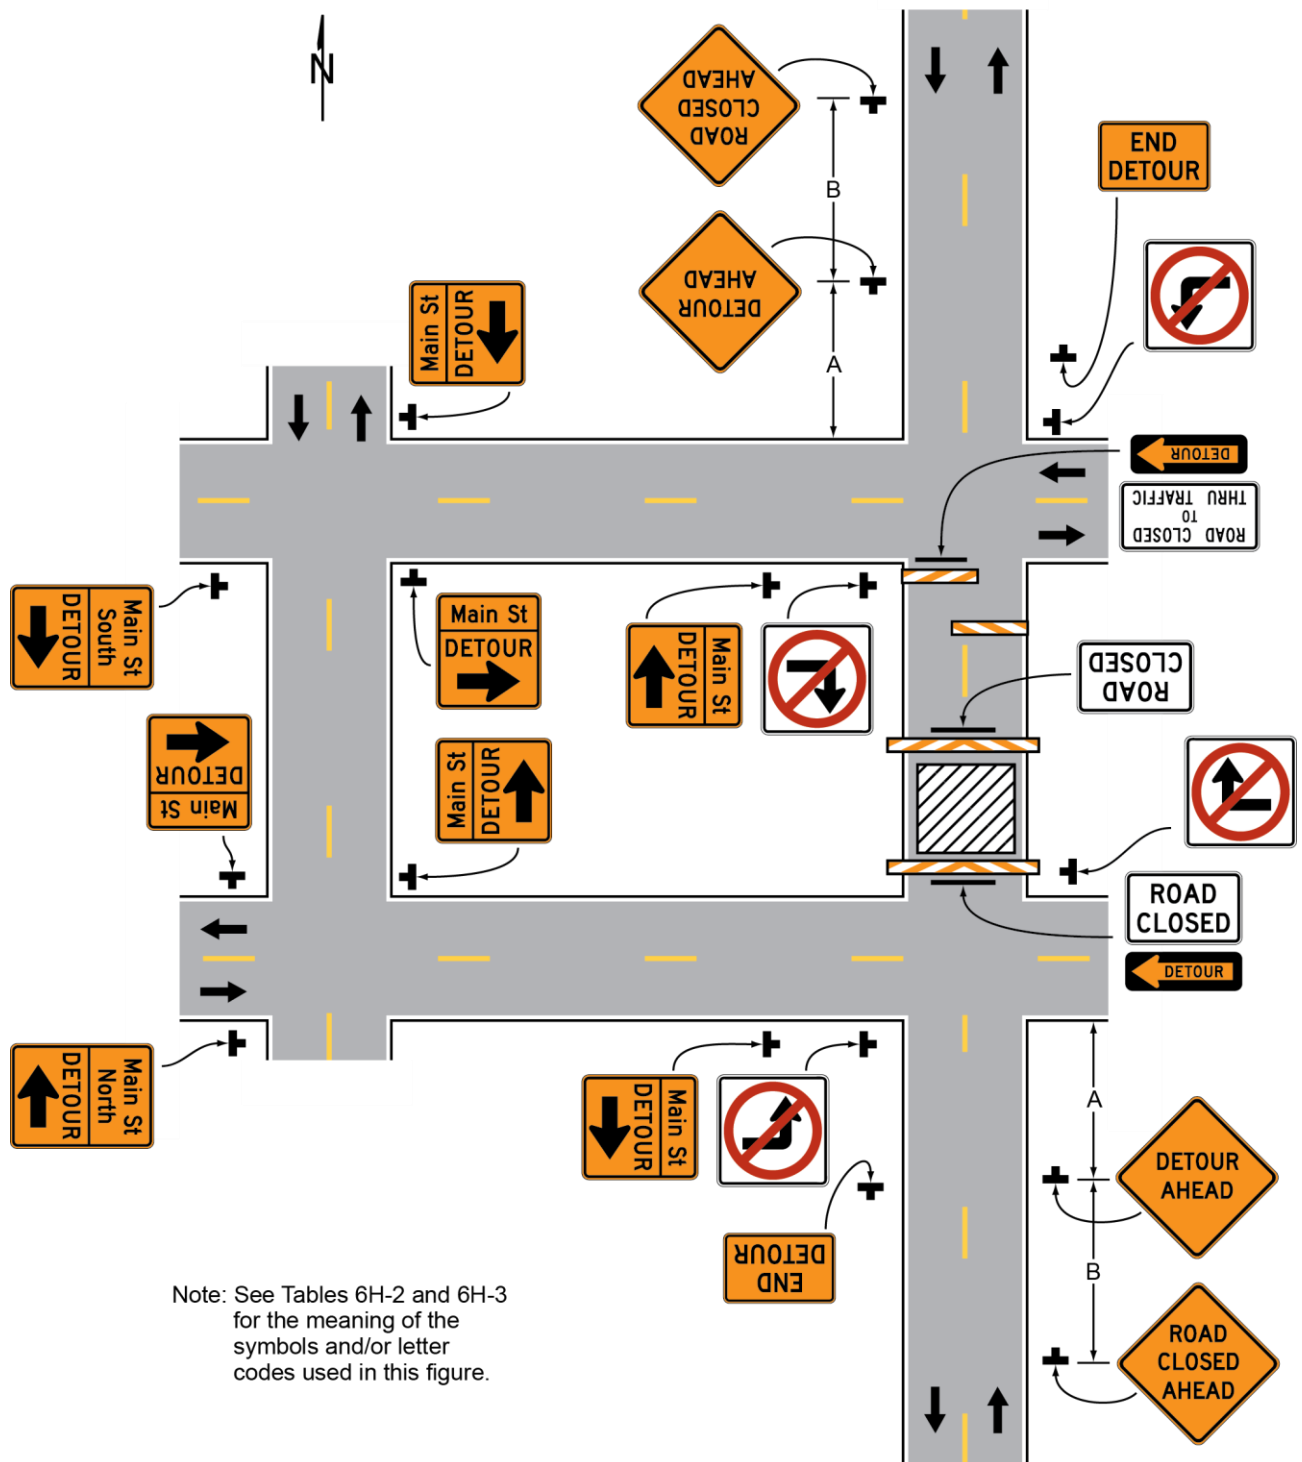 N
ROAD
CLOSED
AHEAD
B
DETOUR
AHEAD
A
END
DETOUR
Main St
DETOUR
DETOUR
ROAD CLOSED
TO
THRU TRAFFIC
Main St
South
DETOUR
Main St
DETOUR
Main St
DETOUR
ROAD
CLOSED
Main St
DETOUR
Main St
DETOUR
ROAD
CLOSED
DETOUR
Main St
North
DETOUR
Main St
DETOUR
A
DETOUR
AHEAD
END
DETOUR
B
ROAD
CLOSED
AHEAD
Note: See Tables 6H-2 and 6H-3
for the meaning of the
symbols and/or letter
codes used in this figure.